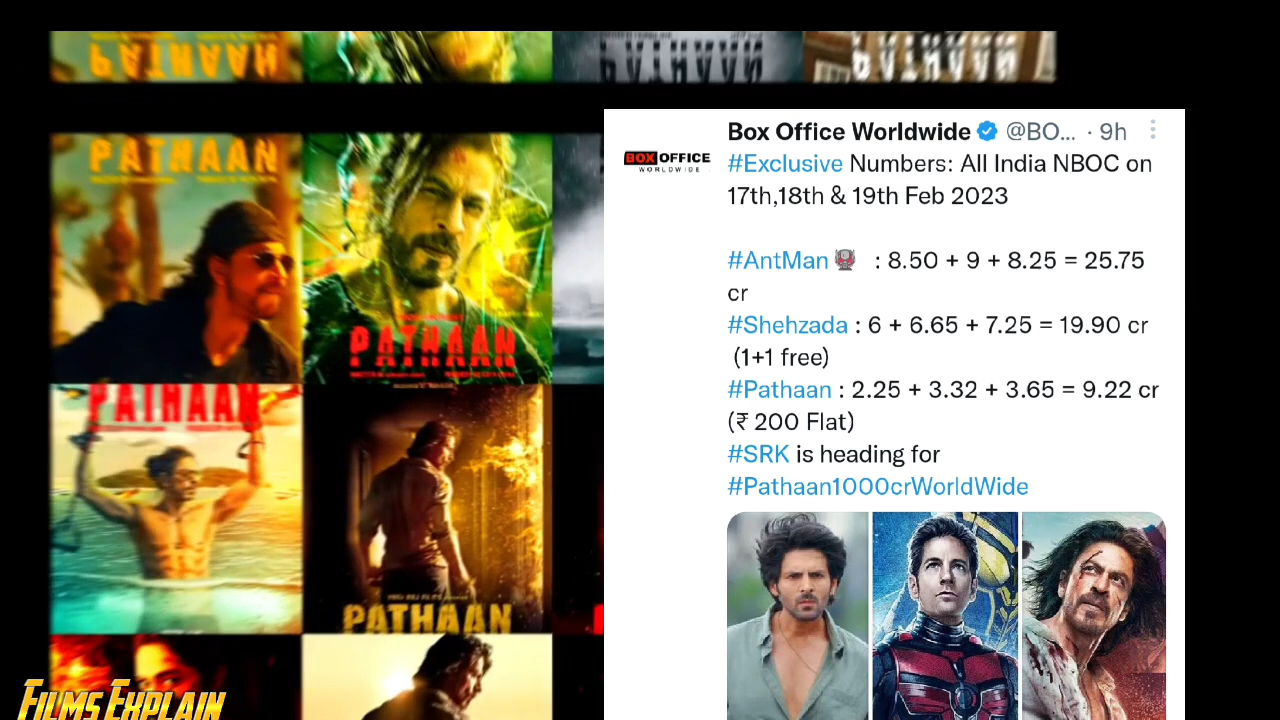 PATHAAN
PATHAAN
PATHAAN
PATHAAN
PATHAAN
PATHAAN
PATHAAN
FILMS EXPLAIN
BOX OFFICE
WORLDWIDE
Box Office Worldwide @BO... · 9h
#Exclusive Numbers: All India NBOC on
17th,18th & 19th Feb 2023
#AntMan : 8.50 + 9 + 8.25 = 25.75
cr
#Shehzada : 6 + 6.65 + 7.25 = 19.90 cr
(1+1 free)
#Pathaan : 2.25 + 3.32 + 3.65 = 9.22 cr
(₹ 200 Flat)
#SRK is heading for
#Pathaan1000crWorldWide